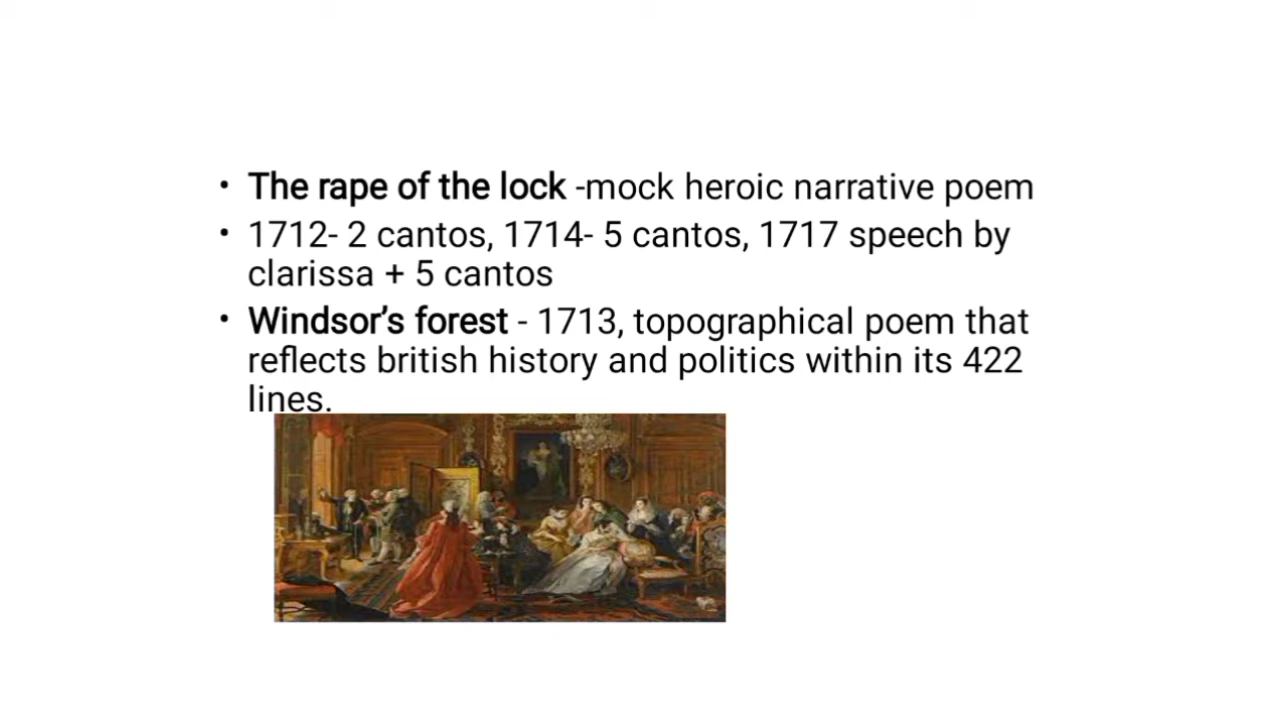 • The rape of the lock -mock heroic narrative poem
• 1712- 2 cantos, 1714- 5 cantos, 1717 speech by
clarissa + 5 cantos
• Windsor’s forest - 1713, topographical poem that
reflects british history and politics within its 422
lines.